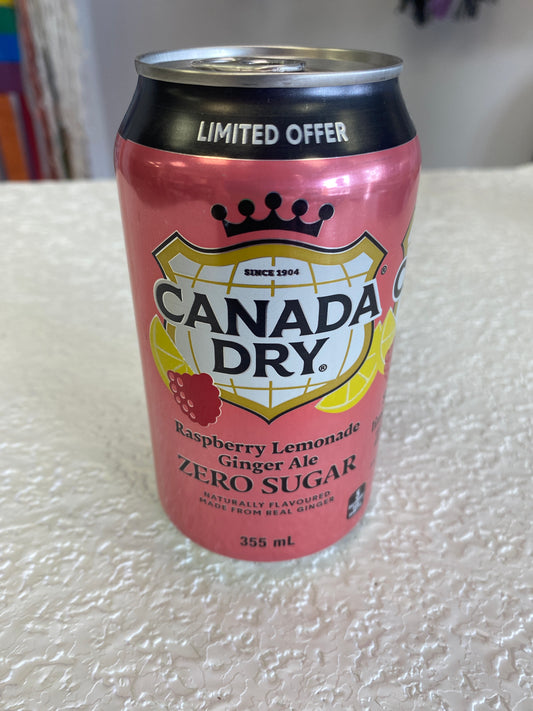 LIMITED OFFER
SINCE 1904
CANADA
DRY®
Raspberry Lemonade
Ginger Ale
ZERO SUGAR
NATURALLY FLAVOURED
MADE FROM REAL GINGER
355 mL